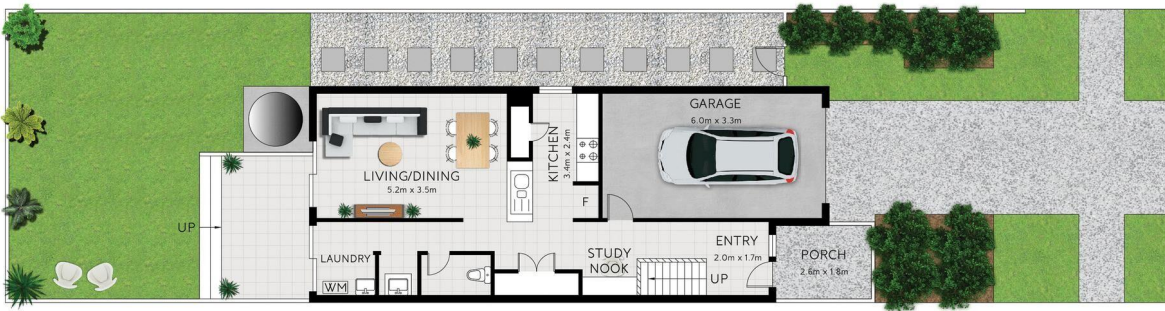 GARAGE
6.0m x 3.3m
KITCHEN
3.4m x 2.4m
LIVING/DINING
5.2m x 3.5m
F
UP
LAUNDRY
WM
STUDY
NOOK
ENTRY
2.0m x 1.7m
UP
PORCH
2.6m x 1.8m